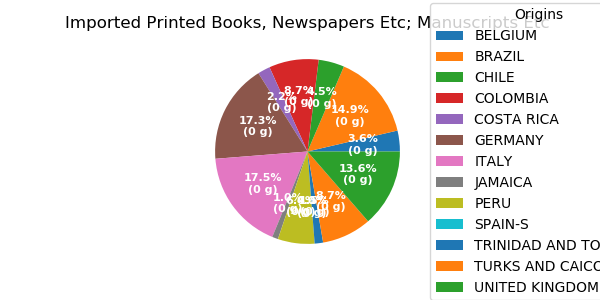 Imported Printed Books, Newspapers Etc; Manuscripts Etc
Origins
BELGIUM
BRAZIL
CHILE
COLOMBIA
COSTA RICA
GERMANY
ITALY
JAMAICA
PERU
SPAIN-S
TRINIDAD AND TO
TURKS AND CAICO
UNITED KINGDOM
3.6%
(0 g)
14.9%
(0 g)
4.5%
(0 g)
8.7%
(0 g)
2.2%
(0 g)
17.3%
(0 g)
17.5%
(0 g)
1.0%
8.7%
(0 g)
13.6%
(0 g)